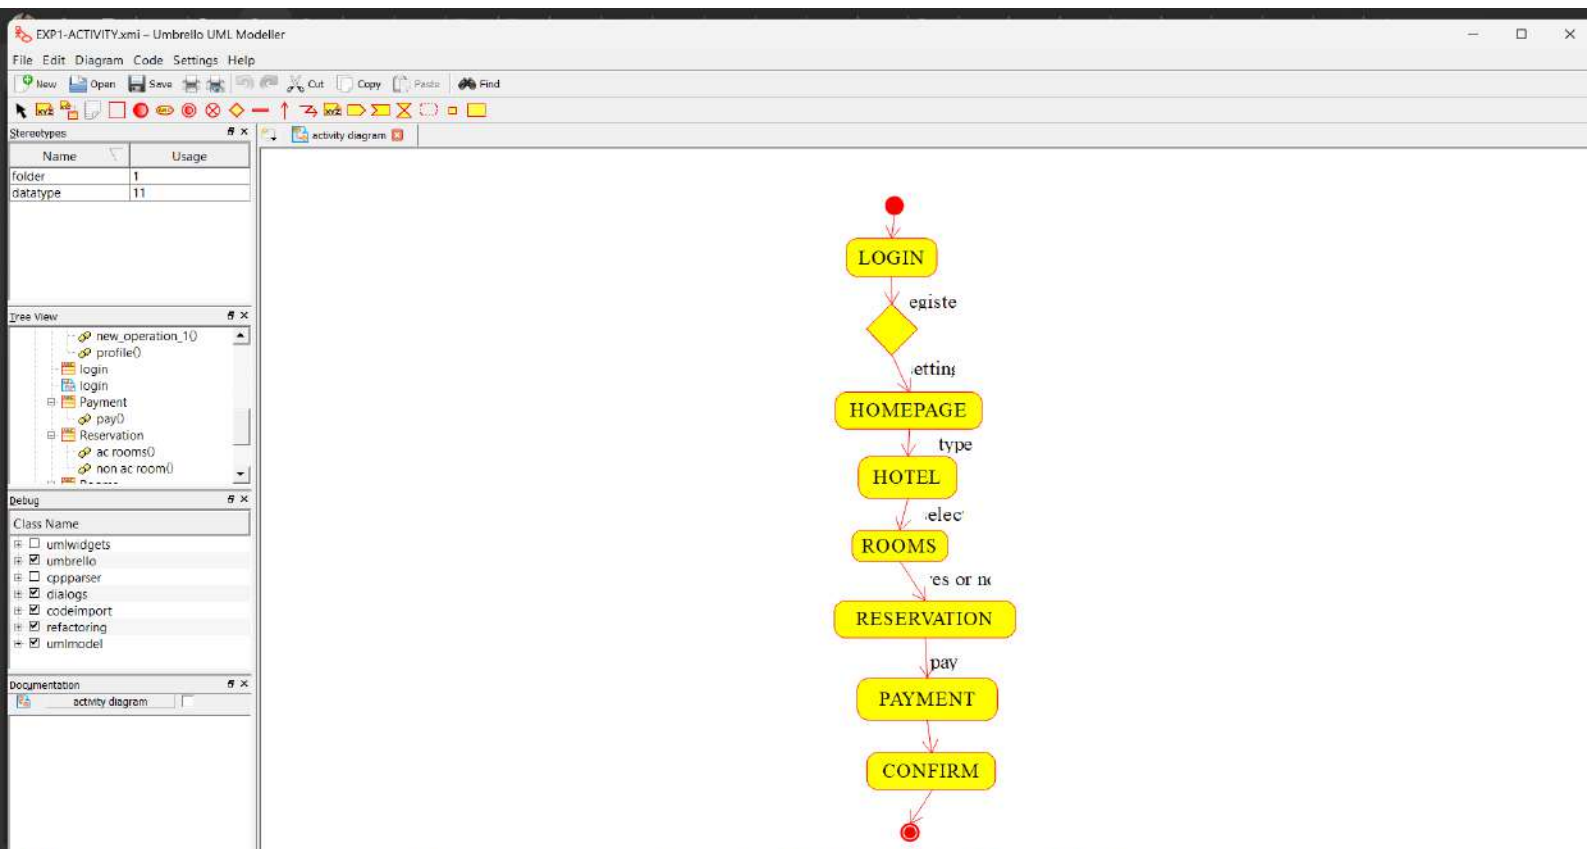 EXP1-ACTIVITY.xmi – Umbrello UML Modeller
File Edit Diagram Code Settings Help
New Open Save Cut Copy Paste Find
Stereotypes
activity diagram
Name Usage
folder 1
datatype 11
Tree View
new_operation_1()
profile()
login
login
Payment
pay()
Reservation
ac rooms()
non ac room()
Debug
Class Name
umlwidgets
umbrello
cppparser
dialogs
codeimport
refactoring
umlmodel
Documentation
activity diagram
LOGIN
egiste
etting
HOMEPAGE
type
HOTEL
elec
ROOMS
es or no
RESERVATION
pay
PAYMENT
CONFIRM